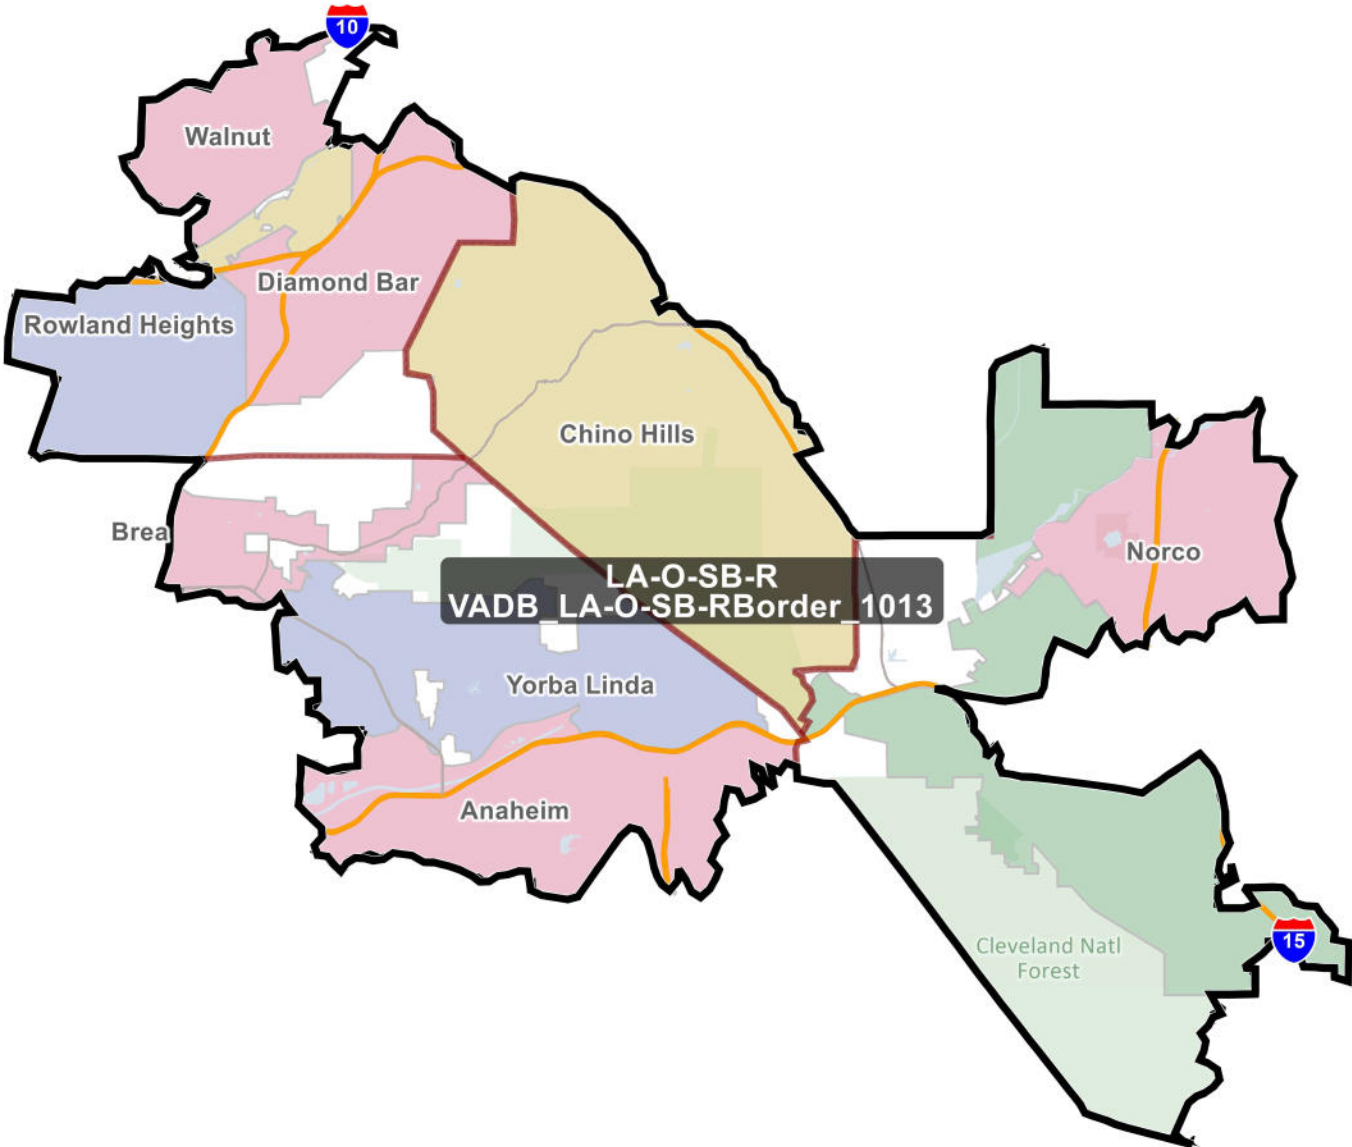 10
Walnut
Diamond Bar
Rowland Heights
Chino Hills
Brea
Norco
LA-O-SB-R
VADB_LA-O-SB-RBorder_1013
Yorba Linda
Anaheim
Cleveland Natl
Forest
15